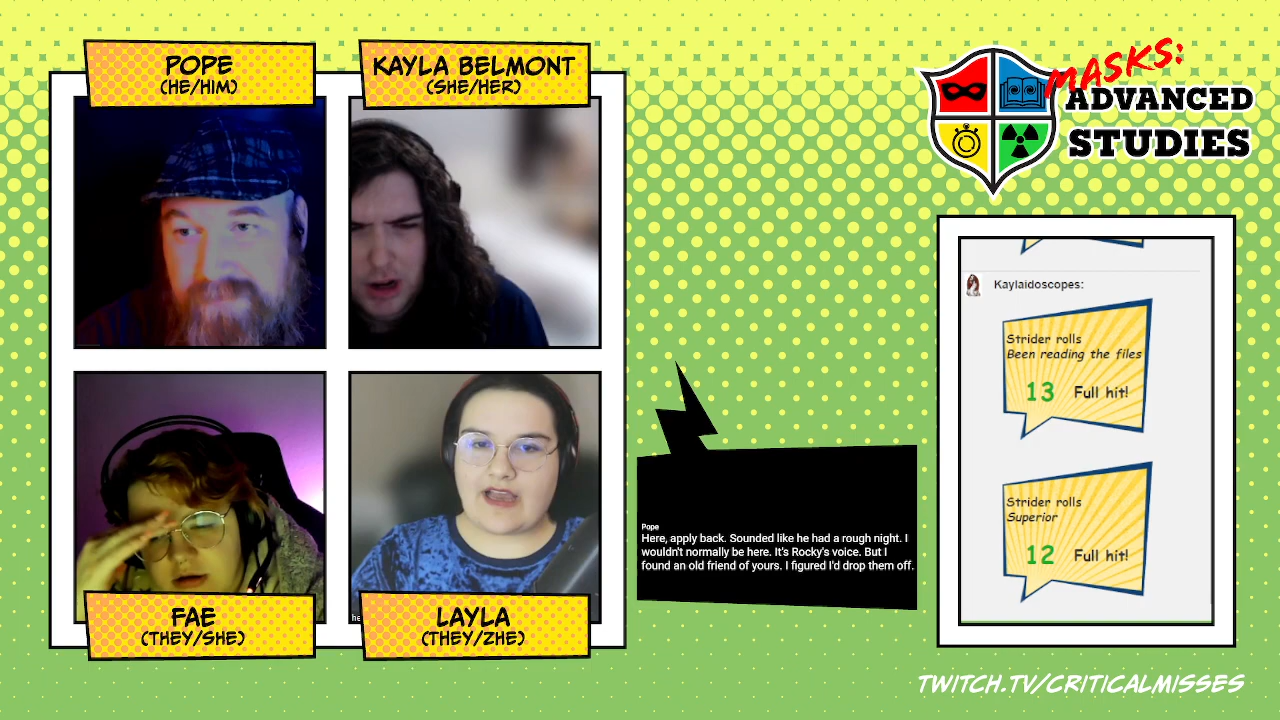 POPE
(HE/HIM)
KAYLA BELMONT
(SHE/HER)
FAE
(THEY/SHE)
he
LAYLA
(THEY/ZHE)
Pope
Here, apply back. Sounded like he had a rough night. I
wouldn't normally be here. It's Rocky's voice. But I
found an old friend of yours. I figured I'd drop them off.
MASKS:
ADVANCED
STUDIES
Kaylaidoscopes:
Strider rolls
Been reading the files
13 Full hit!
Strider rolls
Superior
12 Full hit!
TWITCH.TV/CRITICALMISSES